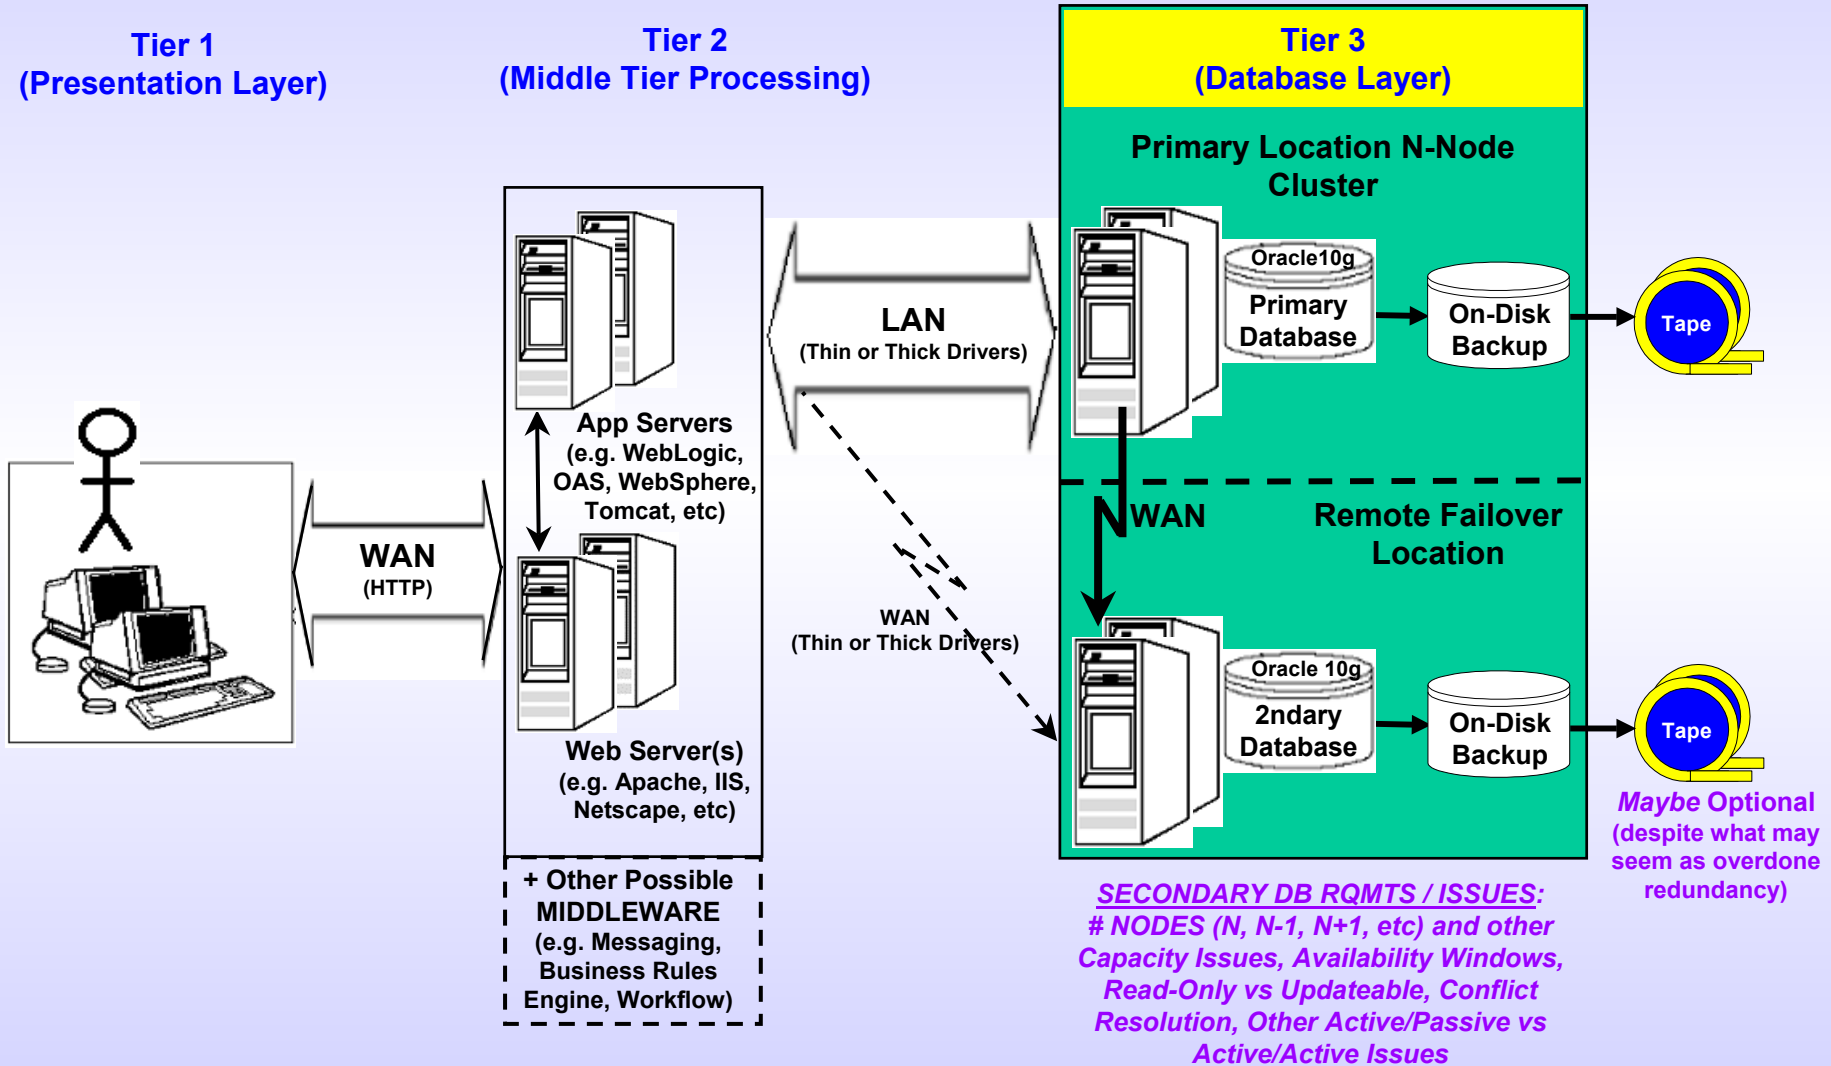 Tier 1
(Presentation Layer)
Tier 2
(Middle Tier Processing)
Tier 3
(Database Layer)
WAN
(HTTP)
App Servers
(e.g. WebLogic,
OAS, WebSphere,
Tomcat, etc)
Web Server(s)
(e.g. Apache, IIS,
Netscape, etc)
+ Other Possible
MIDDLEWARE
(e.g. Messaging,
Business Rules
Engine, Workflow)
LAN
(Thin or Thick Drivers)
WAN
(Thin or Thick Drivers)
Primary Location N-Node
Cluster
Oracle10g
Primary
Database
On-Disk
Backup
Tape
WAN
Remote Failover
Location
Oracle 10g
2ndary
Database
On-Disk
Backup
Tape
Maybe Optional
(despite what may
seem as overdone
redundancy)
SECONDARY DB RQMTS / ISSUES:
# NODES (N, N-1, N+1, etc) and other
Capacity Issues, Availability Windows,
Read-Only vs Updateable, Conflict
Resolution, Other Active/Passive vs
Active/Active Issues